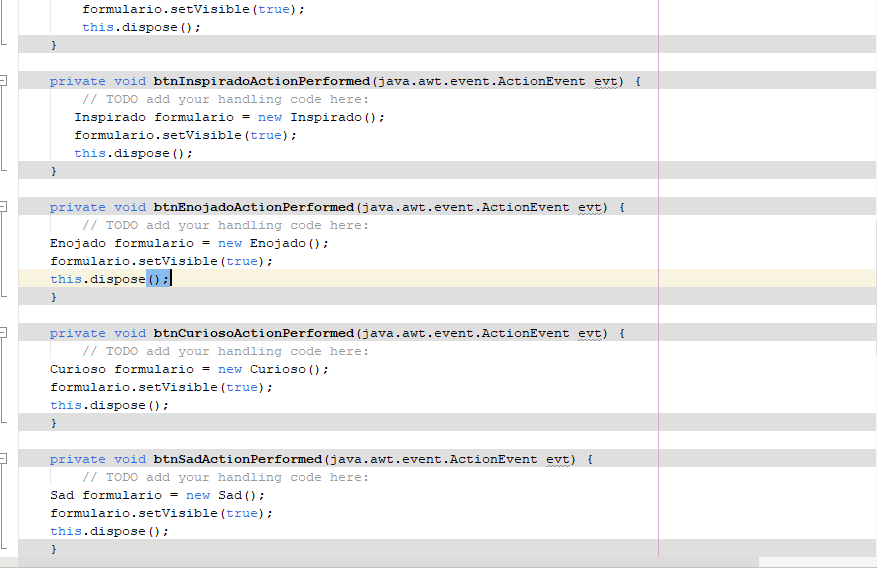 formulario.setVisible(true);
this.dispose();
}
private void btnInspiradoActionPerformed(java.awt.event.ActionEvent evt) {
// TODO add your handling code here:
Inspirado formulario = new Inspirado();
formulario.setVisible(true);
this.dispose();
}
private void btnEnojadoActionPerformed(java.awt.event.ActionEvent evt) {
// TODO add your handling code here:
Enojado formulario = new Enojado();
formulario.setVisible(true);
this.dispose();
}
private void btnCuriosoActionPerformed(java.awt.event.ActionEvent evt) {
// TODO add your handling code here:
Curioso formulario = new Curioso();
formulario.setVisible(true);
this.dispose();
}
private void btnSadActionPerformed(java.awt.event.ActionEvent evt) {
// TODO add your handling code here:
Sad formulario = new Sad();
formulario.setVisible(true);
this.dispose();
}